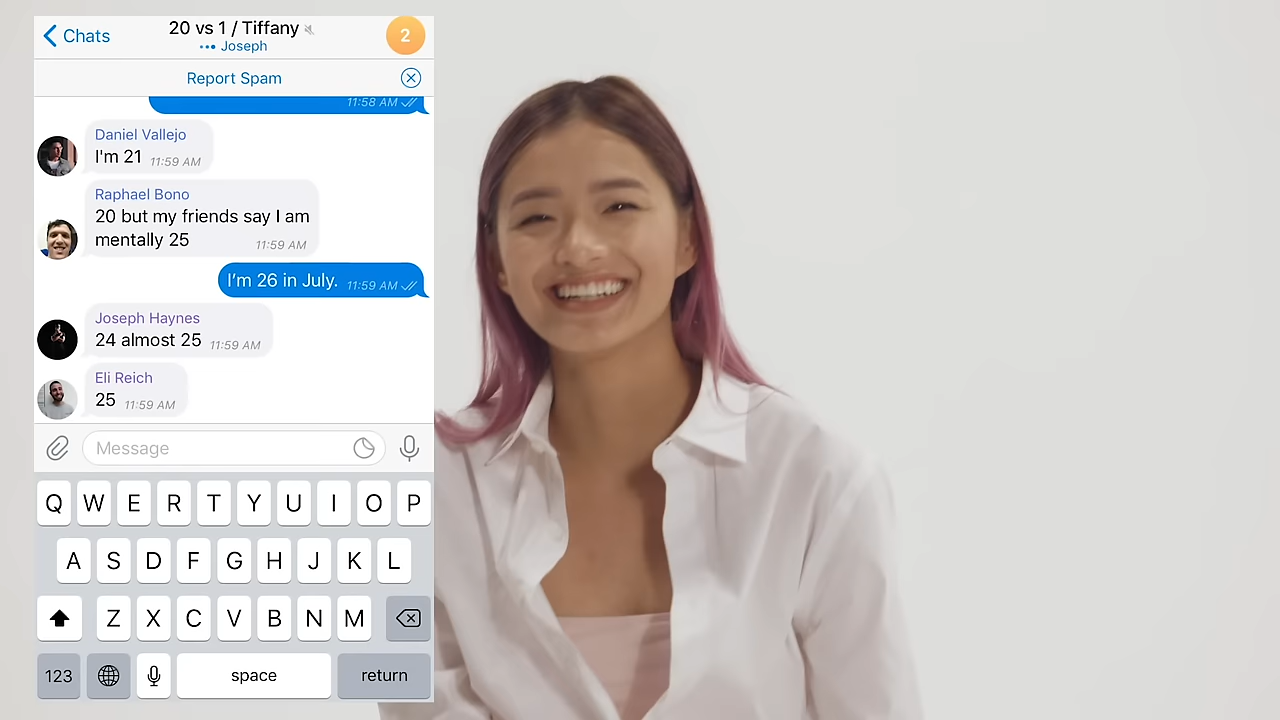 Chats
20 vs 1 / Tiffany
2
Joseph
Report Spam
11:58 AM
Daniel Vallejo
I'm 21 11:59 AM
Raphael Bono
20 but my friends say I am
mentally 25 11:59 AM
I'm 26 in July. 11:59 AM
Joseph Haynes
24 almost 25 11:59 AM
Eli Reich
25 11:59 AM
Message
Q W E R T Y U I O P
A S D F G H J K L
Z X C V B N M
123 space return